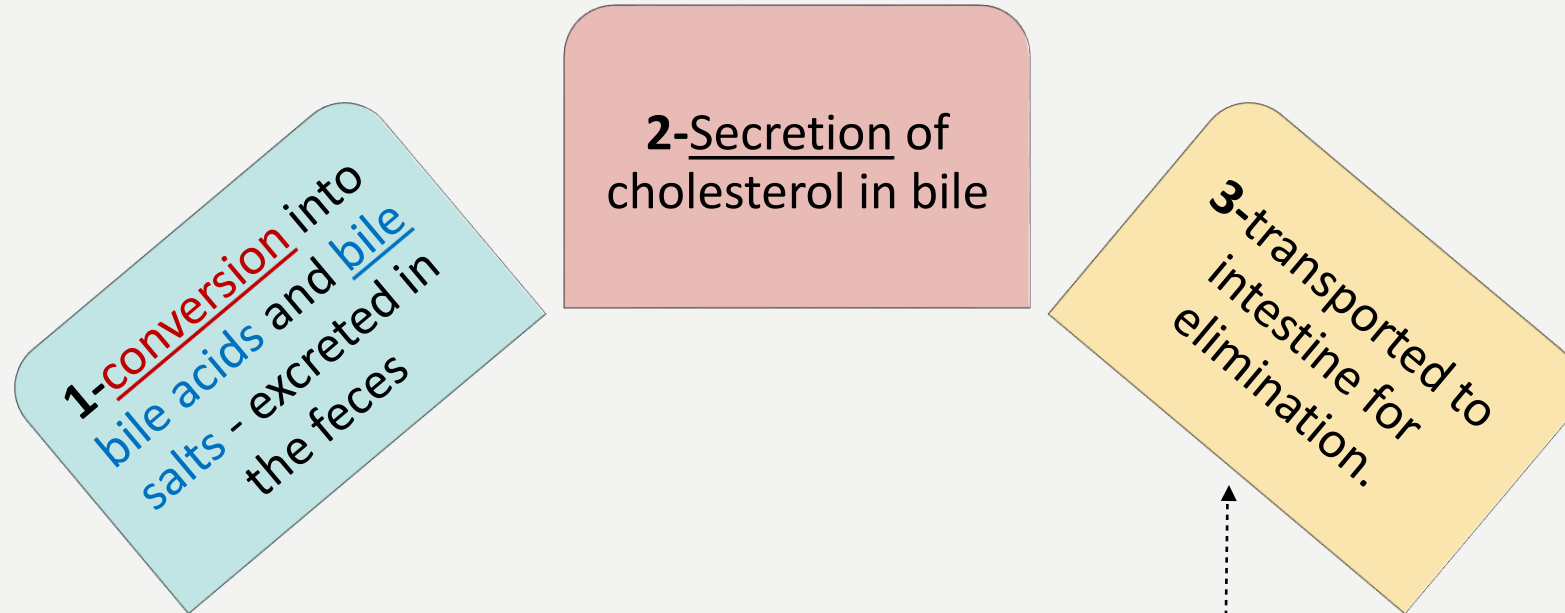 1-conversion into
bile acids and bile
salts - excreted in
the feces
2-Secretion of
cholesterol in bile
3-transported to
intestine for
elimination.